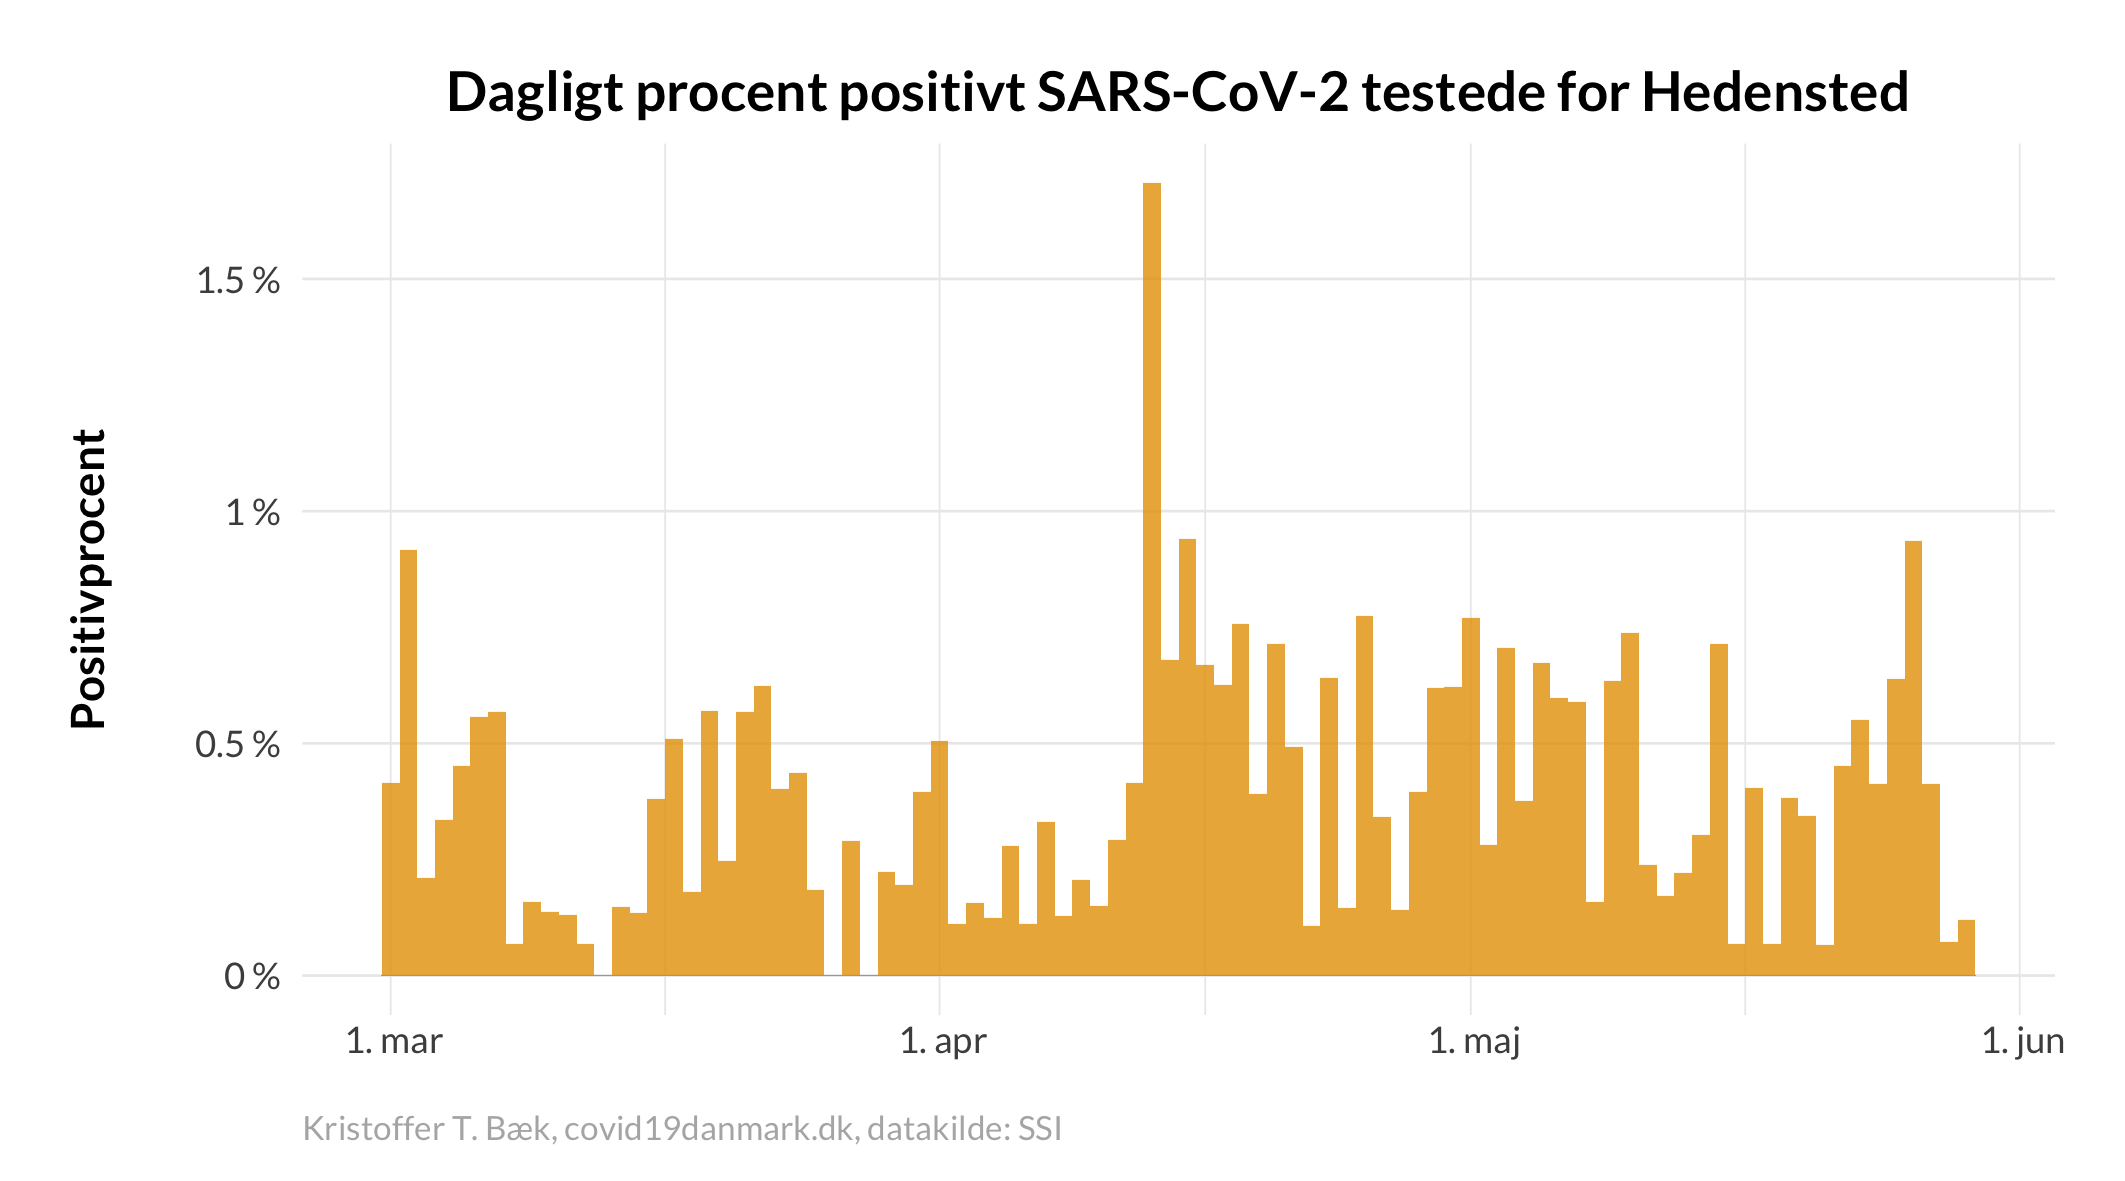 Dagligt procent positivt SARS-CoV-2 testede for Hedensted
Positivprocent
1.5 %
1 %
0.5 %
0 %
1. mar
1. apr
1. maj
1. jun
Kristoffer T. Bæk, covid19danmark.dk, datakilde: SSI